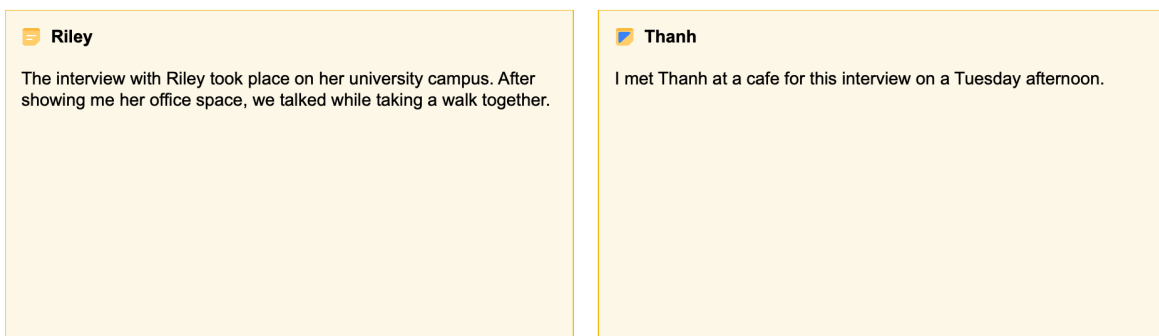 Riley
The interview with Riley took place on her university campus. After
showing me her office space, we talked while taking a walk together.
Thanh
I met Thanh at a cafe for this interview on a Tuesday afternoon.